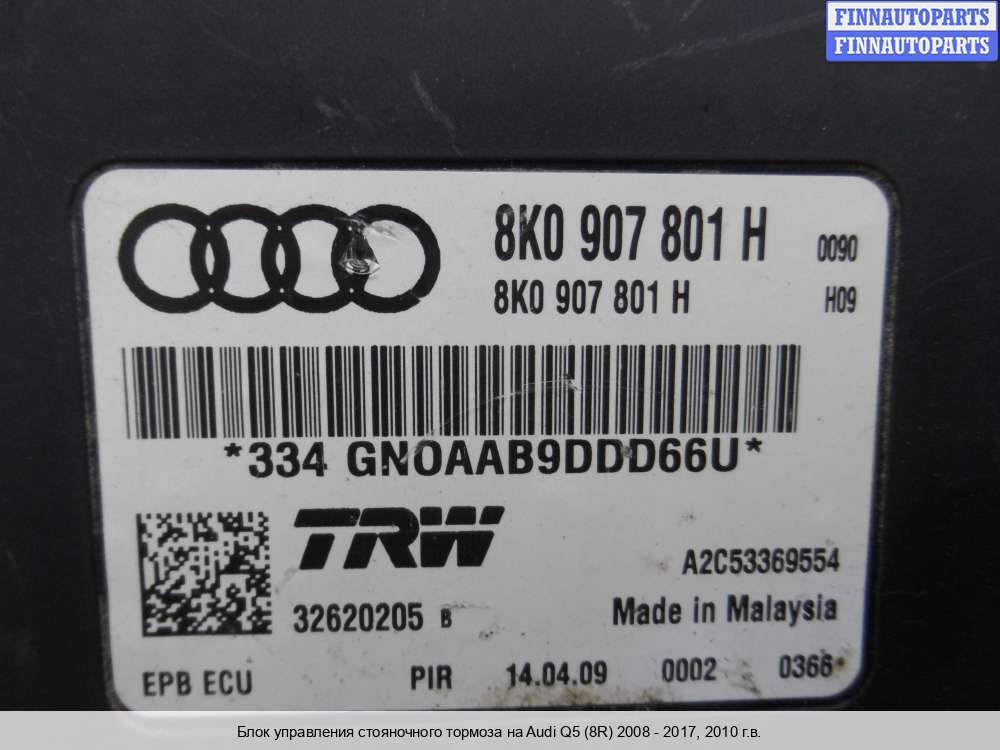 FINNAUTOPARTS
FINNAUTOPARTS
8K0 907 801 H 0090
8K0 907 801 H H09
*334 GNOAAB9DDD66U*
TRW
A2C53369554
32620205 B Made in Malaysia
EPB ECU PIR 14.04.09 0002 0366
Блок управления стояночного тормоза на Audi Q5 (8R) 2008 - 2017, 2010 г.в.